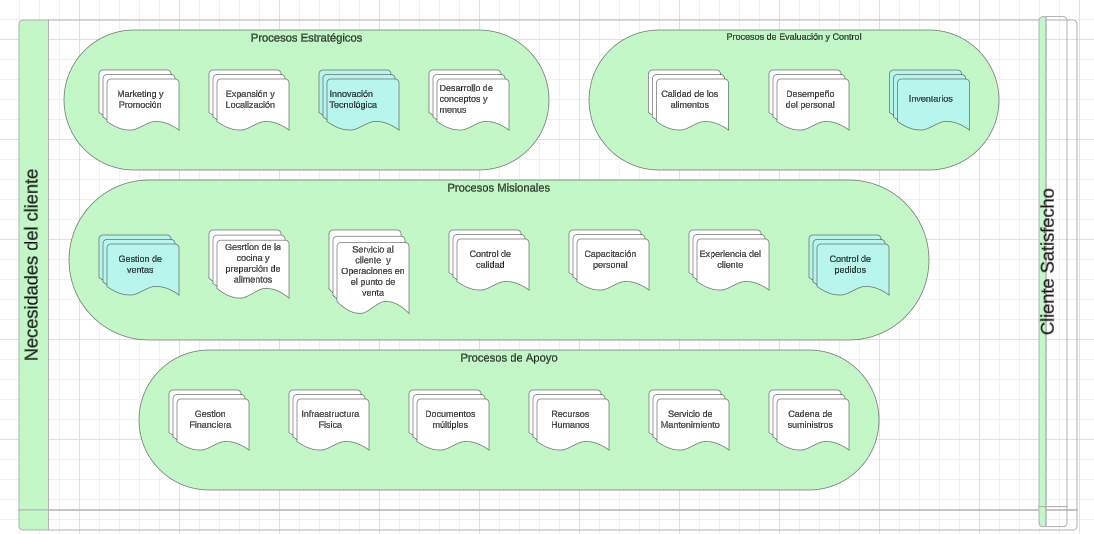 Necesidades del cliente
Procesos Estratégicos
Marketing y
Promoción
Expansión y
Localización
Innovación
Tecnológica
Desarrollo de
conceptos y
menus
Procesos de Evaluación y Control
Calidad de los
alimentos
Desempeño
del personal
Inventarios
Procesos Misionales
Gestion de
ventas
Gesrtion de la
cocina y
preparción de
alimentos
Servicio al
cliente y
Operaciones en
el punto de
venta
Control de
calidad
Capacitación
personal
Experiencia del
cliente
Control de
pedidos
Procesos de Apoyo
Gestion
Financiera
Infraestructura
Fisica
Documentos
múltiples
Recursos
Humanos
Servicio de
Mantenimiento
Cadena de
suministros
Cliente Satisfecho